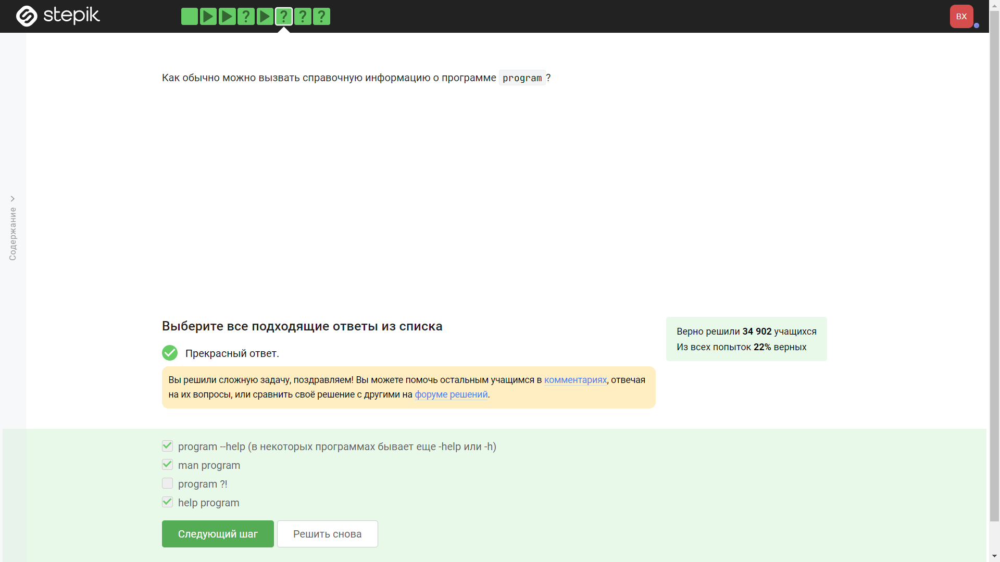 stepik
? ? ? ?
BX
Содержание
Как обычно можно вызвать справочную информацию о программе program ?
Выберите все подходящие ответы из списка
Верно решили 34 902 учащихся
Из всех попыток 22% верных
Прекрасный ответ.
Вы решили сложную задачу, поздравляем! Вы можете помочь остальным учащимся в комментариях, отвечая
на их вопросы, или сравнить своё решение с другими на форуме решений.
program --help (в некоторых программах бывает еще -help или -h)
man program
program ?!
help program
Следующий шаг
Решить снова